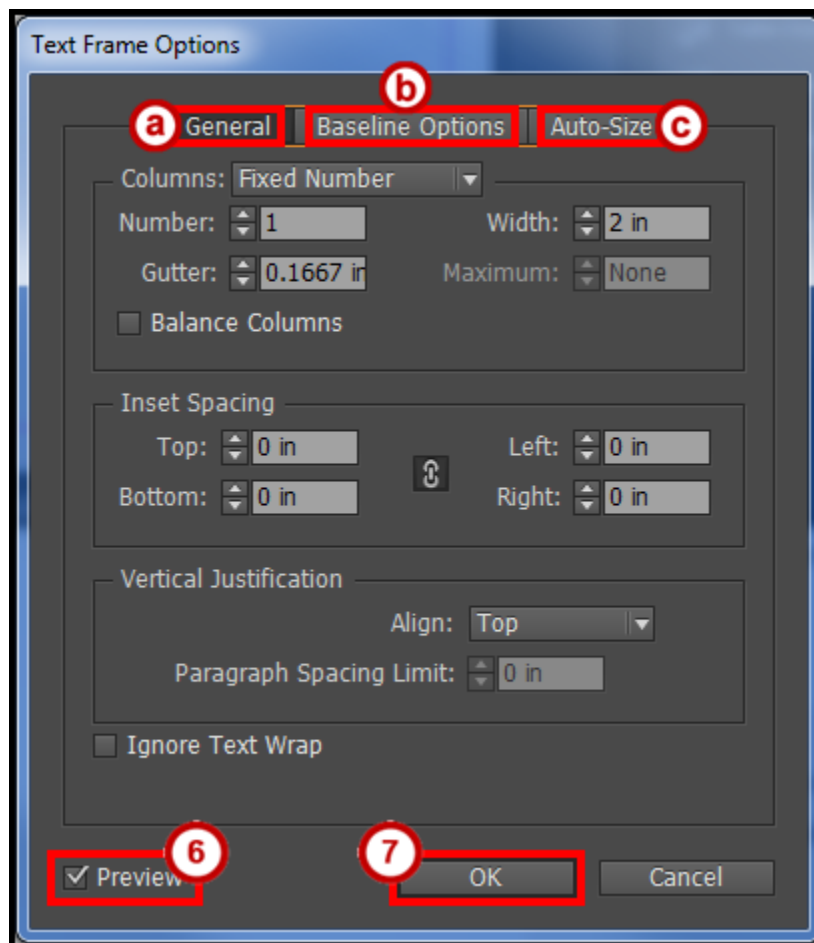 Text Frame Options
b
a General Baseline Options Auto-Size c
Columns: Fixed Number
Number: 1 Width: 2 in
Gutter: 0.1667 in Maximum: None
Balance Columns
Inset Spacing
Top: 0 in Left: 0 in
Bottom: 0 in Right: 0 in
Vertical Justification
Align: Top
Paragraph Spacing Limit: 0 in
Ignore Text Wrap
6 7
Preview OK Cancel